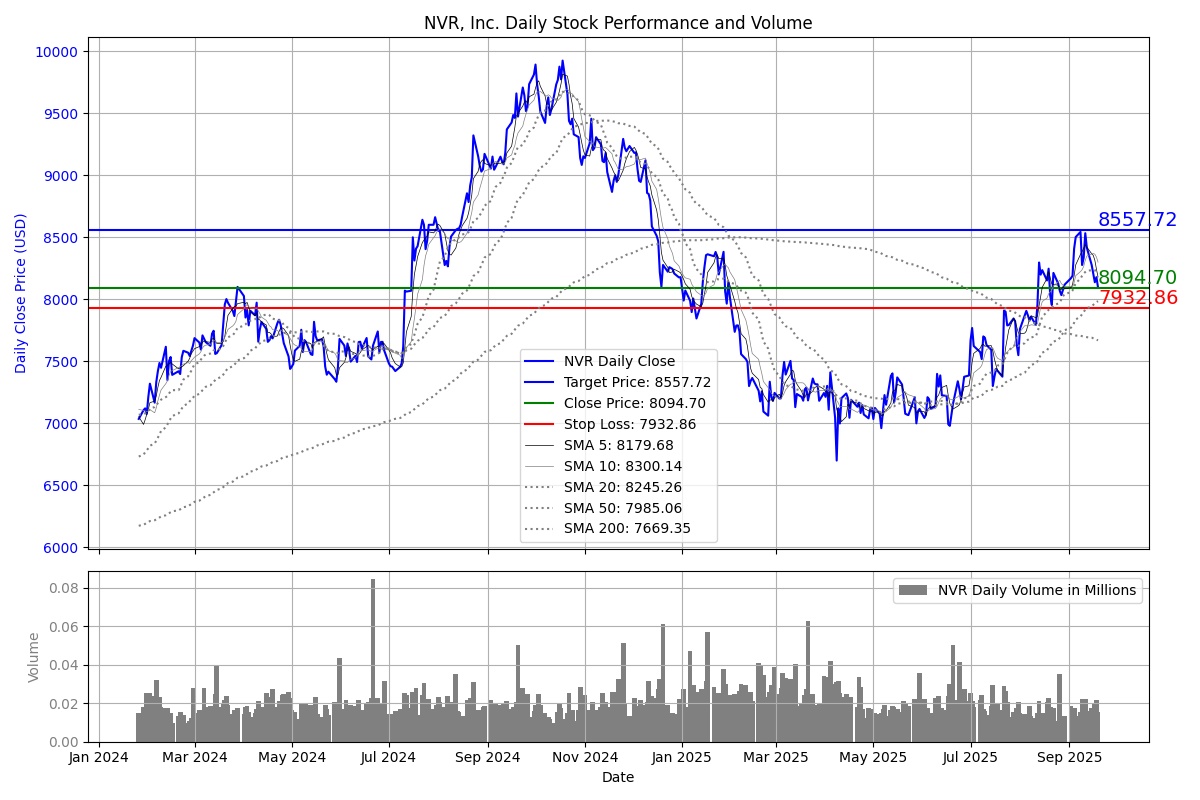 NVR, Inc. Daily Stock Performance and Volume
10000
9500
9000
8500
8000
7500
7000
6500
6000
Daily Close Price (USD)
8557.72
8094.70
7932.86
NVR Daily Close
Target Price: 8557.72
Close Price: 8094.70
Stop Loss: 7932.86
SMA 5: 8179.68
SMA 10: 8300.14
SMA 20: 8245.26
SMA 50: 7985.06
SMA 200: 7669.35
NVR Daily Volume in Millions
0.08
0.06
0.04
0.02
0.00
Volume
Jan 2024 Mar 2024 May 2024 Jul 2024 Sep 2024 Nov 2024 Jan 2025 Mar 2025 May 2025 Jul 2025 Sep 2025
Date